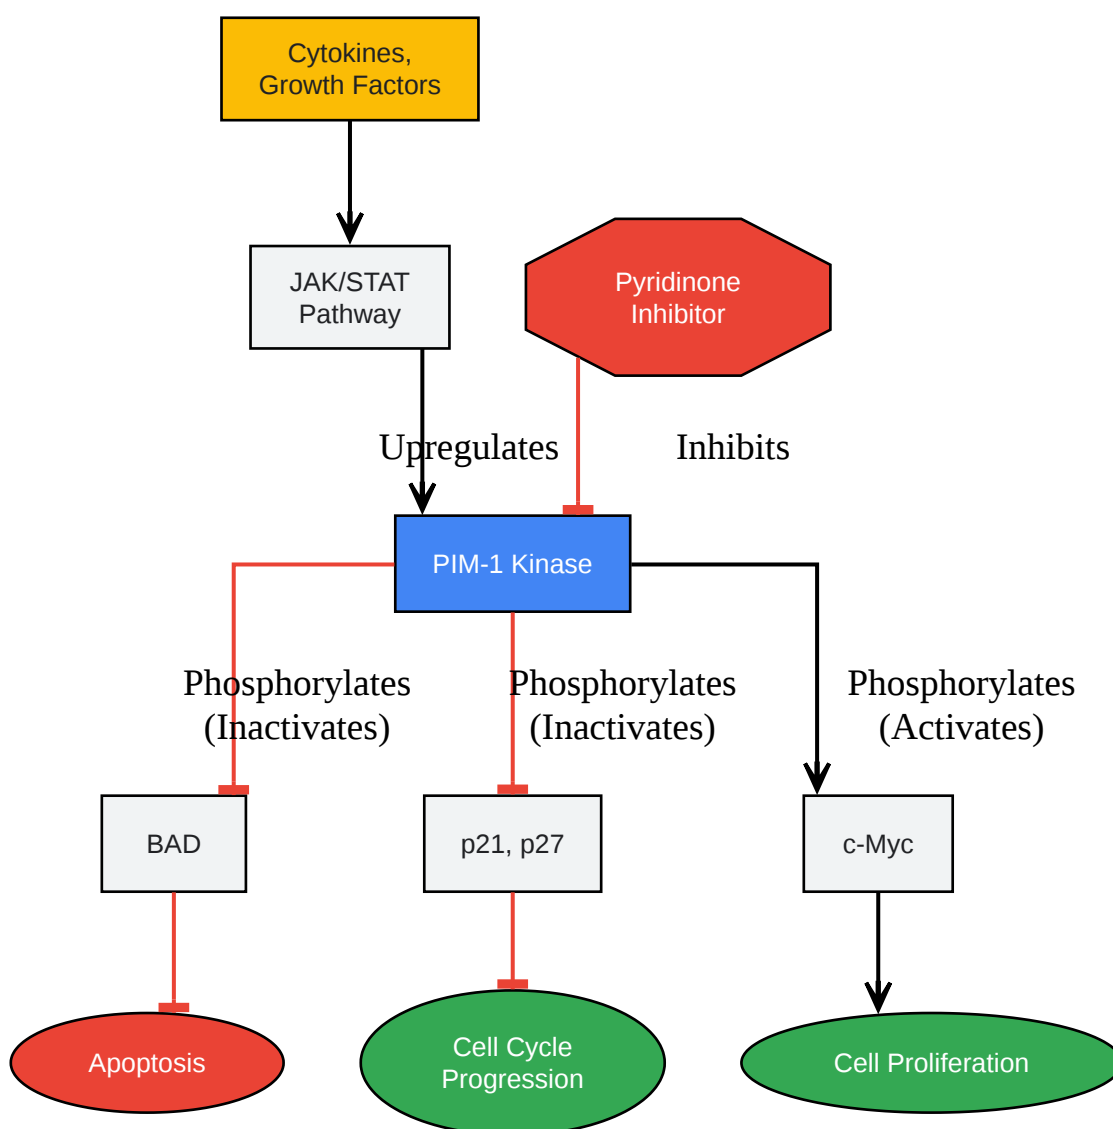 Cytokines,
Growth Factors
JAK/STAT
Pathway
Pyridinone
Inhibitor
Upregulates
Inhibits
PIM-1 Kinase
Phosphorylates
(Inactivates)
Phosphorylates
(Inactivates)
Phosphorylates
(Activates)
BAD
p21, p27
c-Myc
Apoptosis
Cell Cycle
Progression
Cell Proliferation